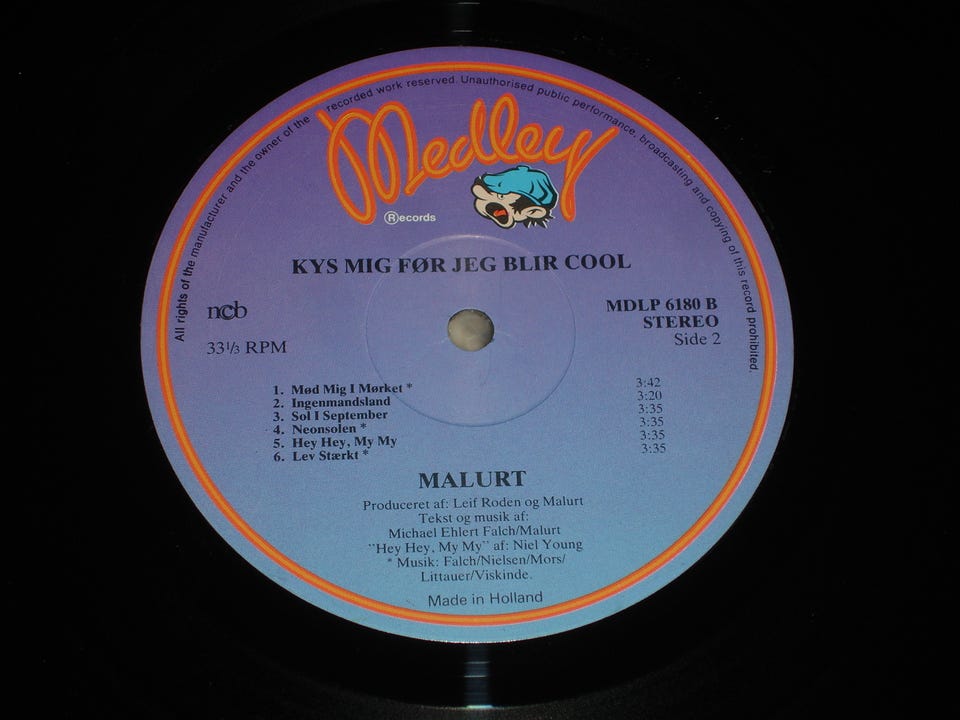 All rights of the manufacturer and the owner of the recorded work reserved. Unauthorised public performance, broadcasting and copying of this record prohibited.
Medley
Ⓡecords
KYS MIG FØR JEG BLIR COOL
ncb
MDLP 6180 B
STEREO
Side 2
33 1/3 RPM
1. Mød Mig I Mørket * 3:42
2. Ingenmandsland 3:20
3. Sol I September 3:35
4. Neonsolen * 3:35
5. Hey Hey, My My 3:35
6. Lev Stærkt * 3:35
MALURT
Produceret af: Leif Roden og Malurt
Tekst og musik af:
Michael Ehlert Falch/Malurt
”Hey Hey, My My” af: Niel Young
* Musik: Falch/Nielsen/Mors/
Littauer/Viskinde.
Made in Holland